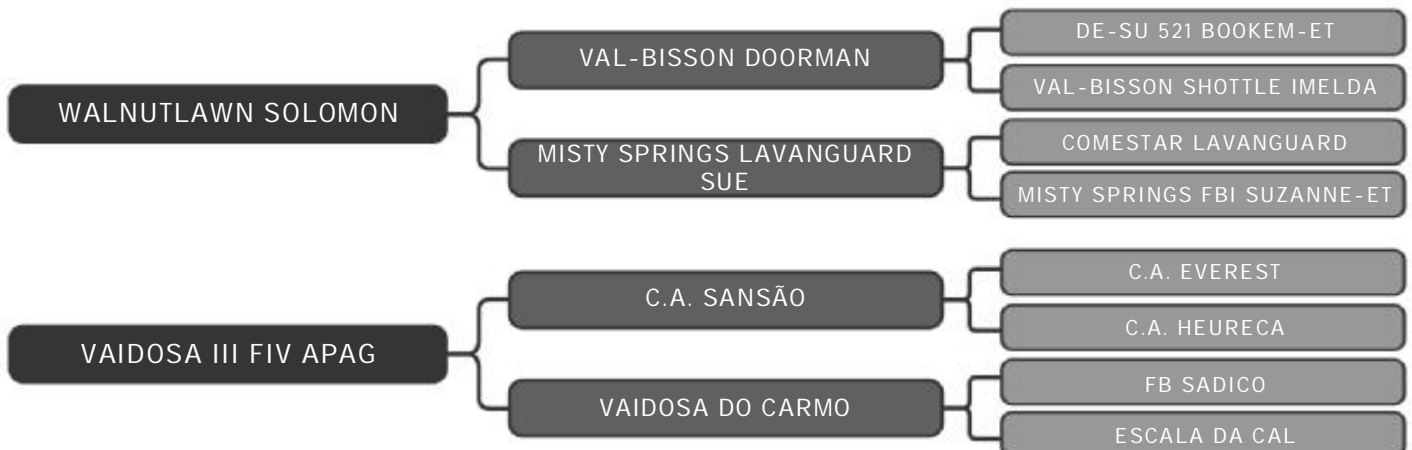 WALNUTLAWN SOLOMON
VAL-BISSON DOORMAN
DE-SU 521 BOOKEM-ET
VAL-BISSON SHOTTLE IMELDA
MISTY SPRINGS LAVANGUARD
SUE
COMESTAR LAVANGUARD
MISTY SPRINGS FBI SUZANNE-ET
VAIDOSA III FIV APAG
C.A. SANSÃO
C.A. EVEREST
C.A. HEURECA
VAIDOSA DO CARMO
FB SADICO
ESCALA DA CAL